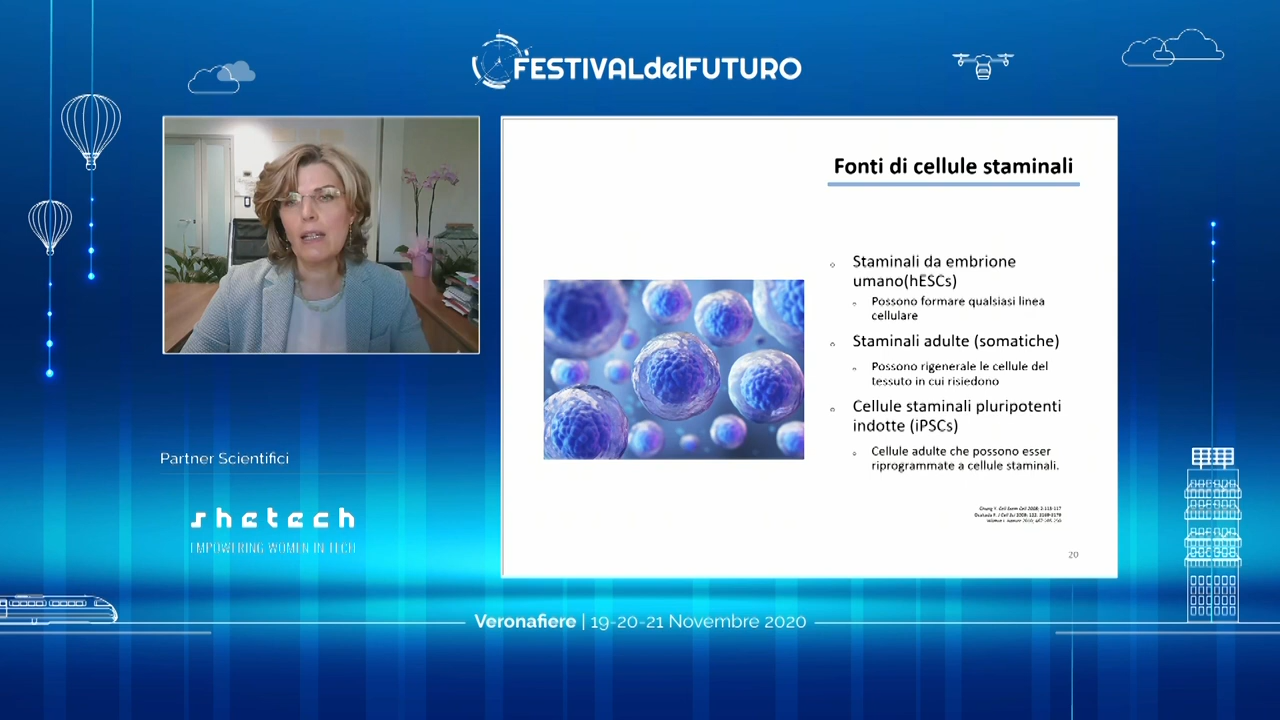 FESTIVALdelFUTURO
Fonti di cellule staminali
Staminali da embrione
umano(hESCs)
Possono formare qualsiasi linea
cellulare
Staminali adulte (somatiche)
Possono rigenerale le cellule del
tessuto in cui risiedono
Cellule staminali pluripotenti
indotte (iPSCs)
Cellule adulte che possono esser
riprogrammate a cellule staminali.
20
Partner Scientifici
shetech
EMPOWERING WOMEN IN TECH
Veronafiere | 19-20-21 Novembre 2020